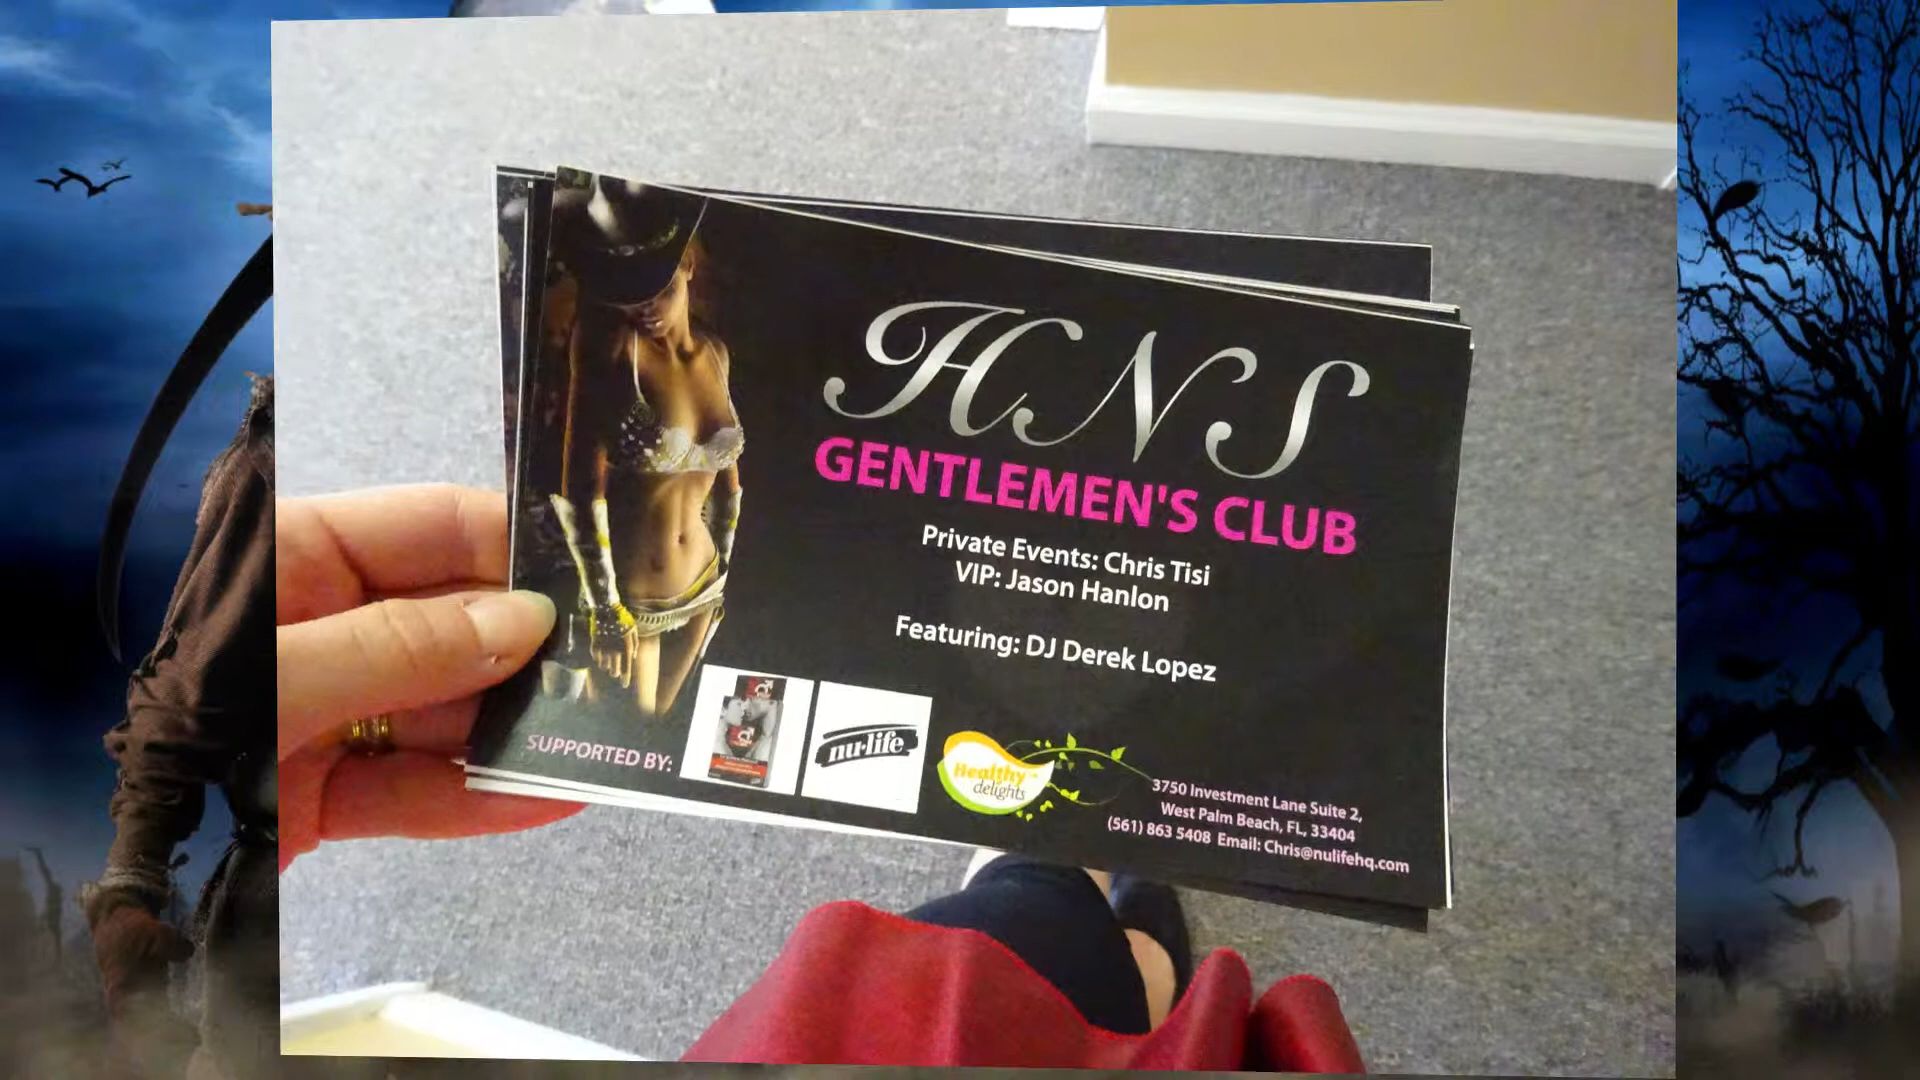 HNS
GENTLEMEN'S CLUB
Private Events: Chris Tisi
VIP: Jason Hanlon
Featuring: DJ Derek Lopez
SUPPORTED BY:
nu·life
Healthy
delights
3750 Investment Lane Suite 2,
West Palm Beach, FL, 33404
(561) 863 5408 Email: Chris@nulifehq.com